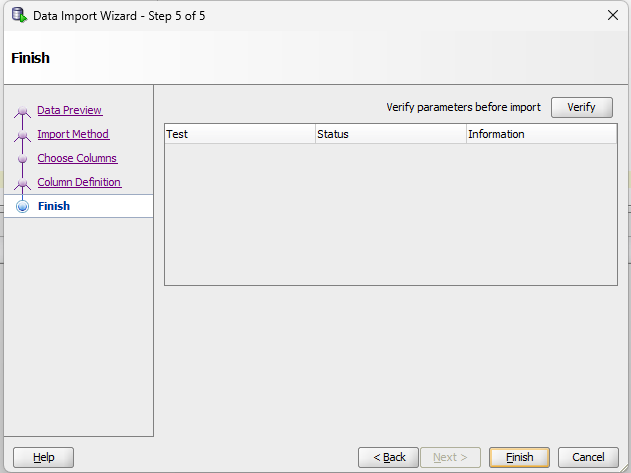 Data Import Wizard - Step 5 of 5
Finish
Data Preview
Import Method
Choose Columns
Column Definition
Finish
Verify parameters before import Verify
Test Status Information
Help < Back Next > Finish Cancel